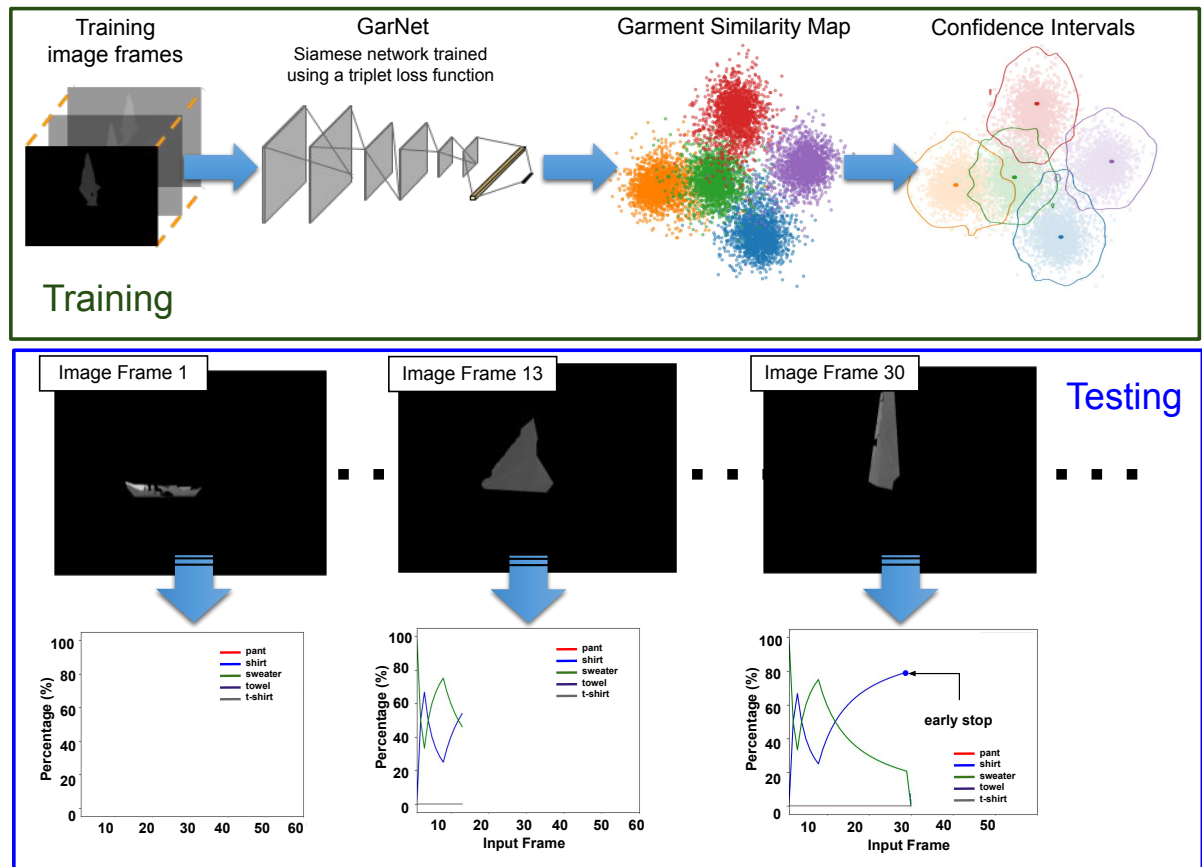 Training
image frames
GarNet
Siamese network trained
using a triplet loss function
Garment Similarity Map
Confidence Intervals
Training
Testing
Image Frame 1
Image Frame 13
Image Frame 30
100
80
60
40
20
0
Percentage (%)
pant
shirt
sweater
towel
t-shirt
10 20 30 40 50 60
100
80
60
40
20
0
Percentage (%)
pant
shirt
sweater
towel
t-shirt
10 20 30 40 50 60
Input Frame
100
80
60
40
20
0
Percentage (%)
early stop
pant
shirt
sweater
towel
t-shirt
10 20 30 40 50
Input Frame